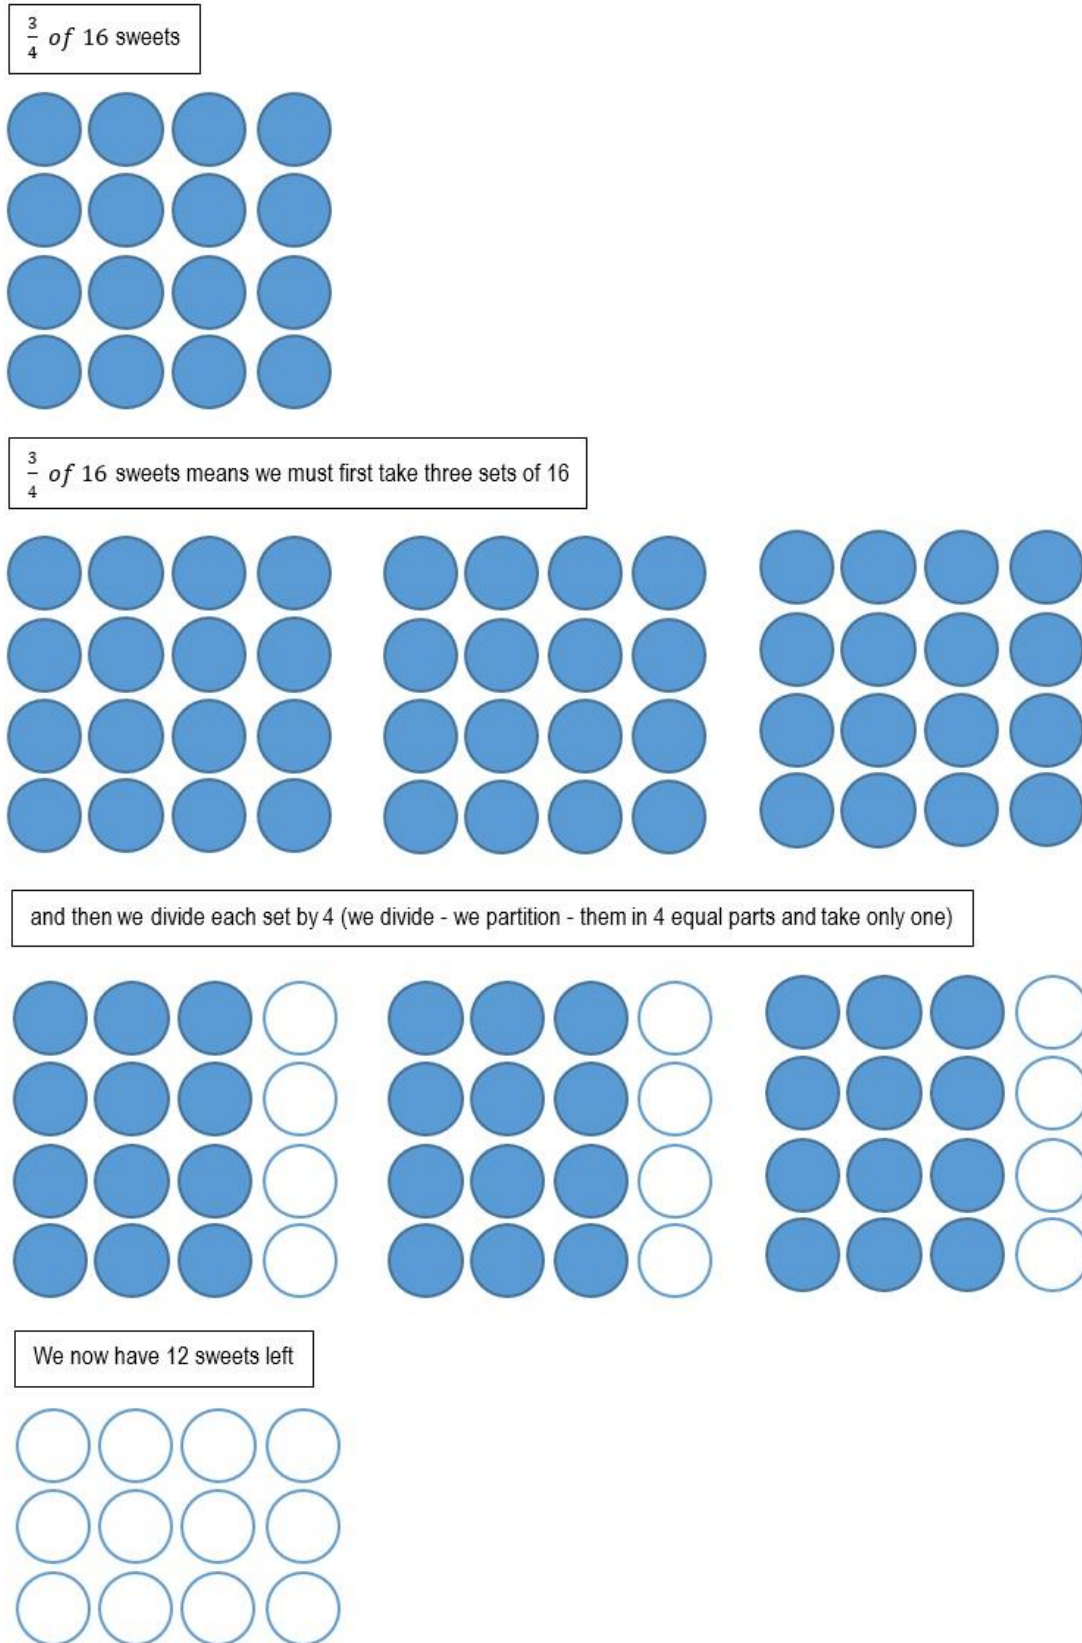 3/4 of 16 sweets
3/4 of 16 sweets means we must first take three sets of 16
and then we divide each set by 4 (we divide - we partition - them in 4 equal parts and take only one)
We now have 12 sweets left